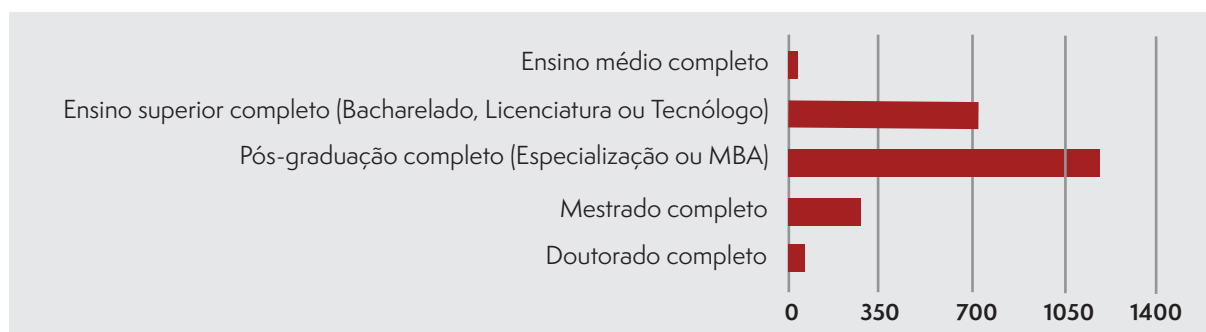 Ensino médio completo
Ensino superior completo (Bacharelado, Licenciatura ou Tecnólogo)
Pós-graduação completo (Especialização ou MBA)
Mestrado completo
Doutorado completo
0 350 700 1050 1400